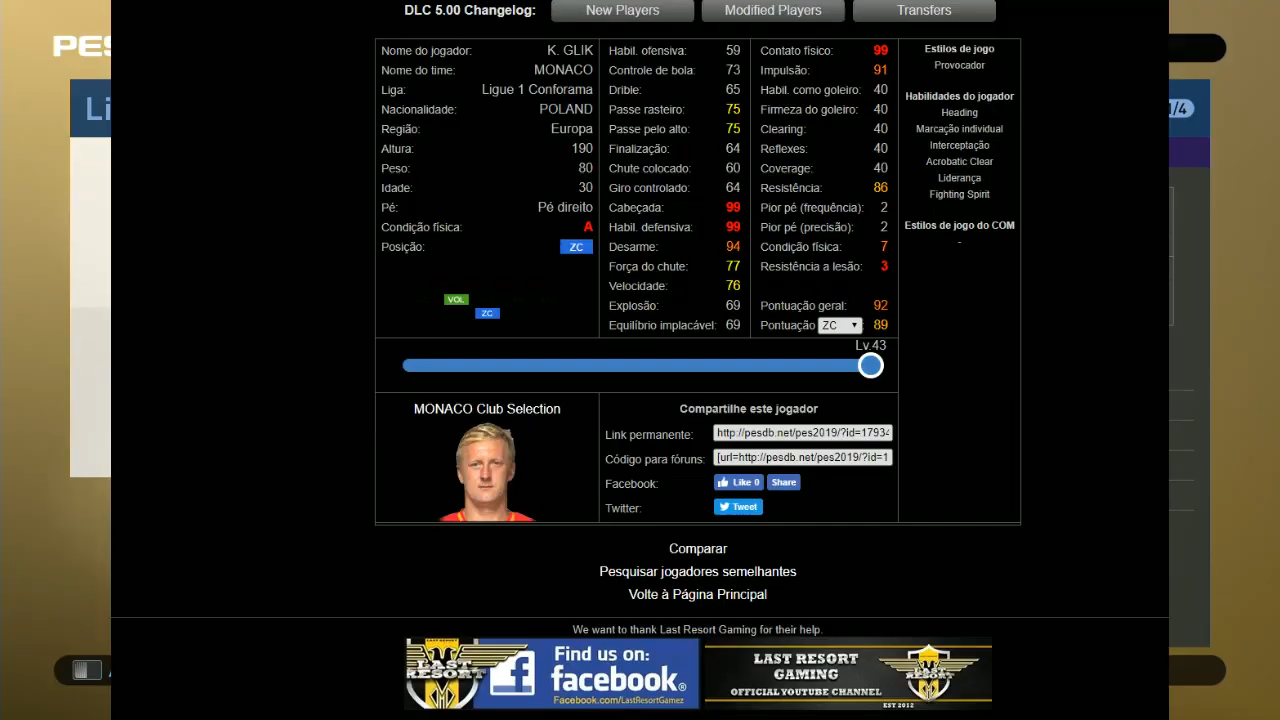 DLC 5.00 Changelog: New Players Modified Players Transfers
PES
Li
1/4
Nome do jogador: K. GLIK
Nome do time: MONACO
Liga: Ligue 1 Conforama
Nacionalidade: POLAND
Região: Europa
Altura: 190
Peso: 80
Idade: 30
Pé: Pé direito
Condição física: A
Posição: ZC
VOL
ZC
Habil. ofensiva: 59
Controle de bola: 73
Drible: 65
Passe rasteiro: 75
Passe pelo alto: 75
Finalização: 64
Chute colocado: 60
Giro controlado: 64
Cabeçada: 99
Habil. defensiva: 99
Desarme: 94
Força do chute: 77
Velocidade: 76
Explosão: 69
Equilíbrio implacável: 69
Contato físico: 99
Impulsão: 91
Habil. como goleiro: 40
Firmeza do goleiro: 40
Clearing: 40
Reflexes: 40
Coverage: 40
Resistência: 86
Pior pé (frequência): 2
Pior pé (precisão): 2
Condição física: 7
Resistência a lesão: 3
Pontuação geral: 92
Pontuação ZC 89
Estilos de jogo
Provocador
Habilidades do jogador
Heading
Marcação individual
Interceptação
Acrobatic Clear
Liderança
Fighting Spirit
Estilos de jogo do COM
-
Lv.43
MONACO Club Selection
Compartilhe este jogador
Link permanente: http://pesdb.net/pes2019/?id=17934
Código para fóruns: [url=http://pesdb.net/pes2019/?id=1
Facebook: Like 0 Share
Twitter: Tweet
Comparar
Pesquisar jogadores semelhantes
Volte à Página Principal
We want to thank Last Resort Gaming for their help.
LAST RESORT
Find us on:
facebook®
Facebook.com/LastResortGamez
LAST RESORT
GAMING
OFFICIAL YOUTUBE CHANNEL
EST 2012